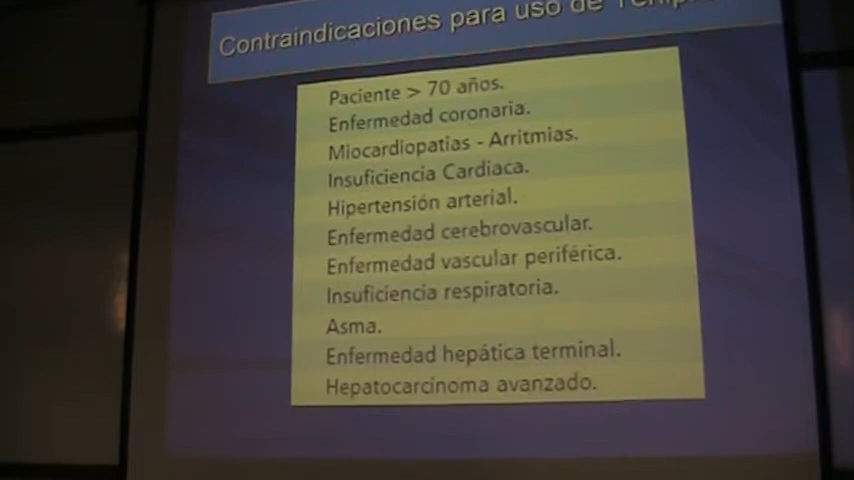 Contraindicaciones para uso de
Paciente > 70 años.
Enfermedad coronaria.
Miocardiopatias - Arritmias.
Insuficiencia Cardiaca.
Hipertensión arterial.
Enfermedad cerebrovascular.
Enfermedad vascular periférica.
Insuficiencia respiratoria.
Asma.
Enfermedad hepática terminal.
Hepatocarcinoma avanzado.